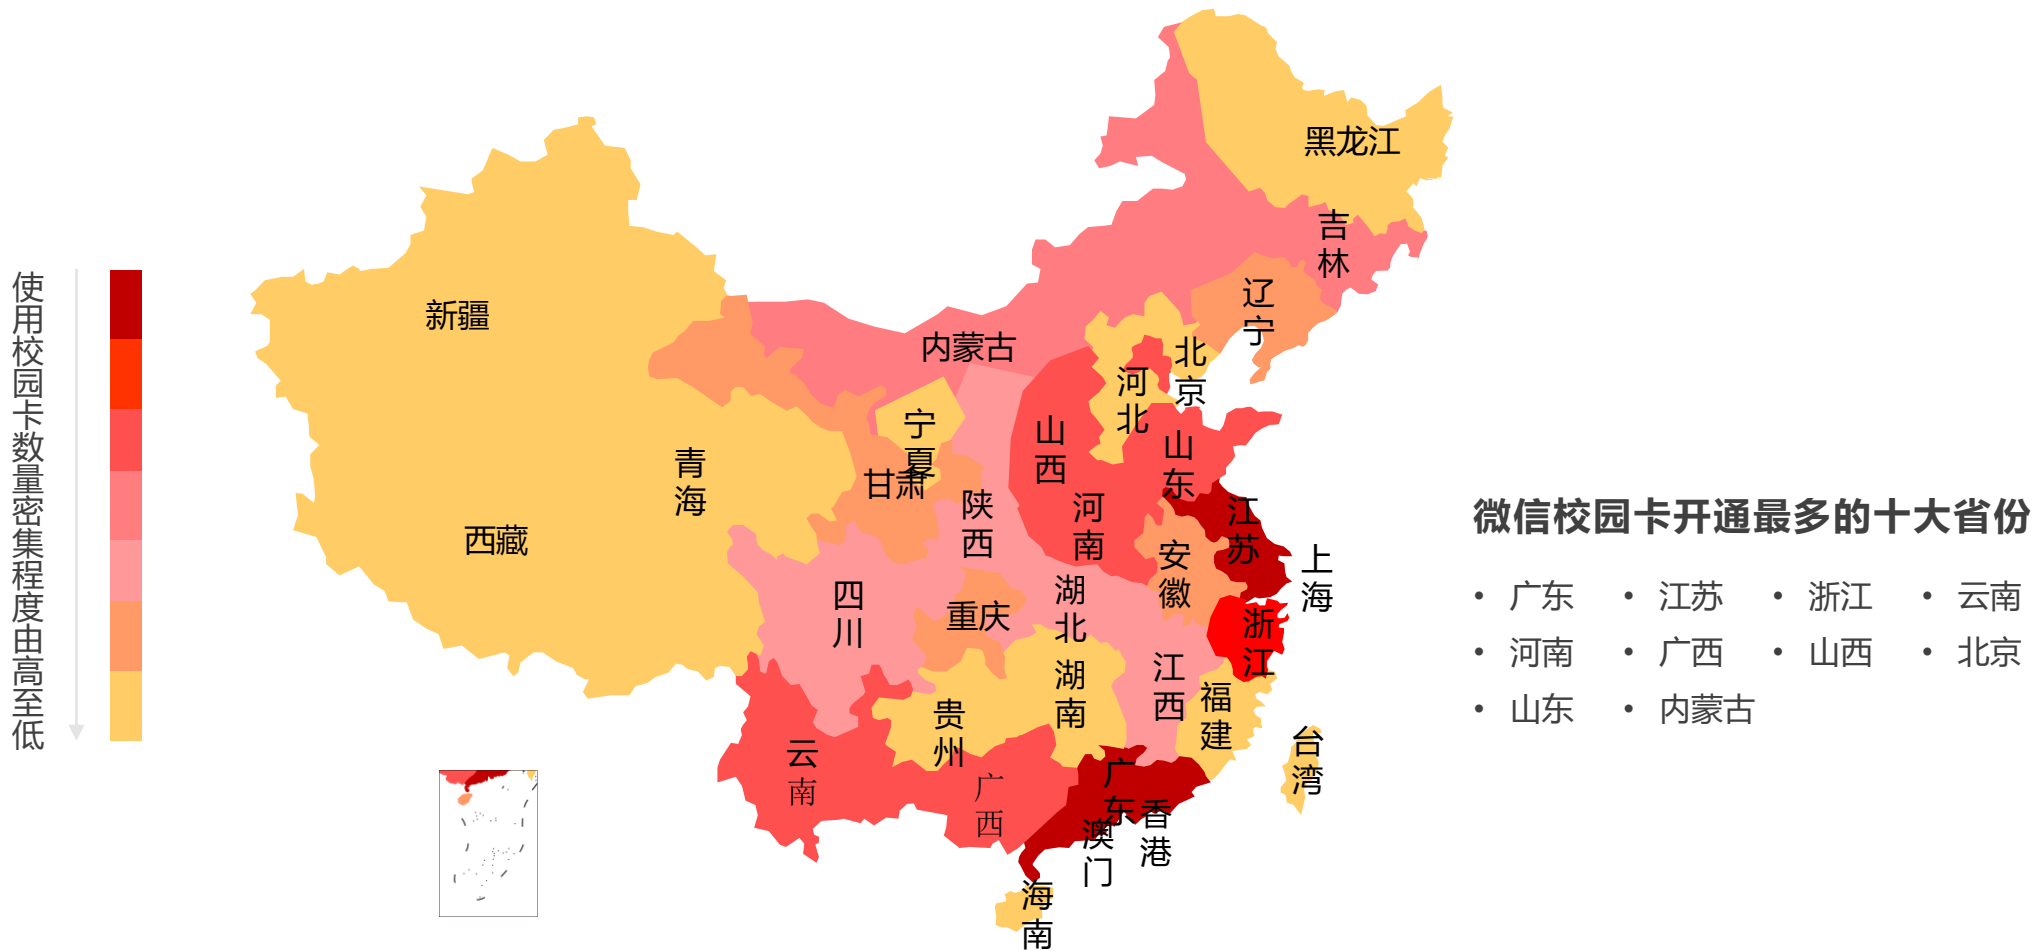 使用校园卡数量密集程度由高至低
黑龙江
吉林
辽宁
新疆
内蒙古
北京
河北
宁夏
山西
山东
青海
甘肃
陕西
河南
江苏
西藏
安徽
上海
四川
重庆
湖北
浙江
湖南
江西
福建
贵州
云南
广西
广东
台湾
香港
澳门
海南
微信校园卡开通最多的十大省份
• 广东 • 江苏 • 浙江 • 云南
• 河南 • 广西 • 山西 • 北京
• 山东 • 内蒙古